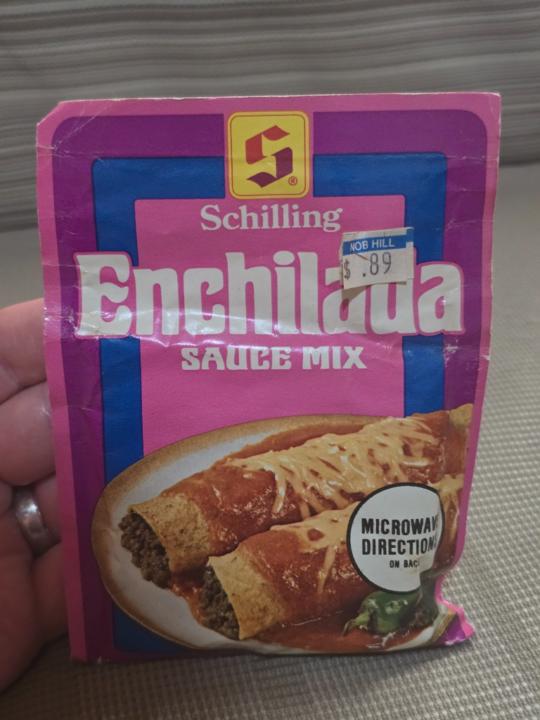 S
®
Schilling
NOB HILL
$ .89
Enchilada
SAUCE MIX
MICROWAVE
DIRECTIONS
ON BACK